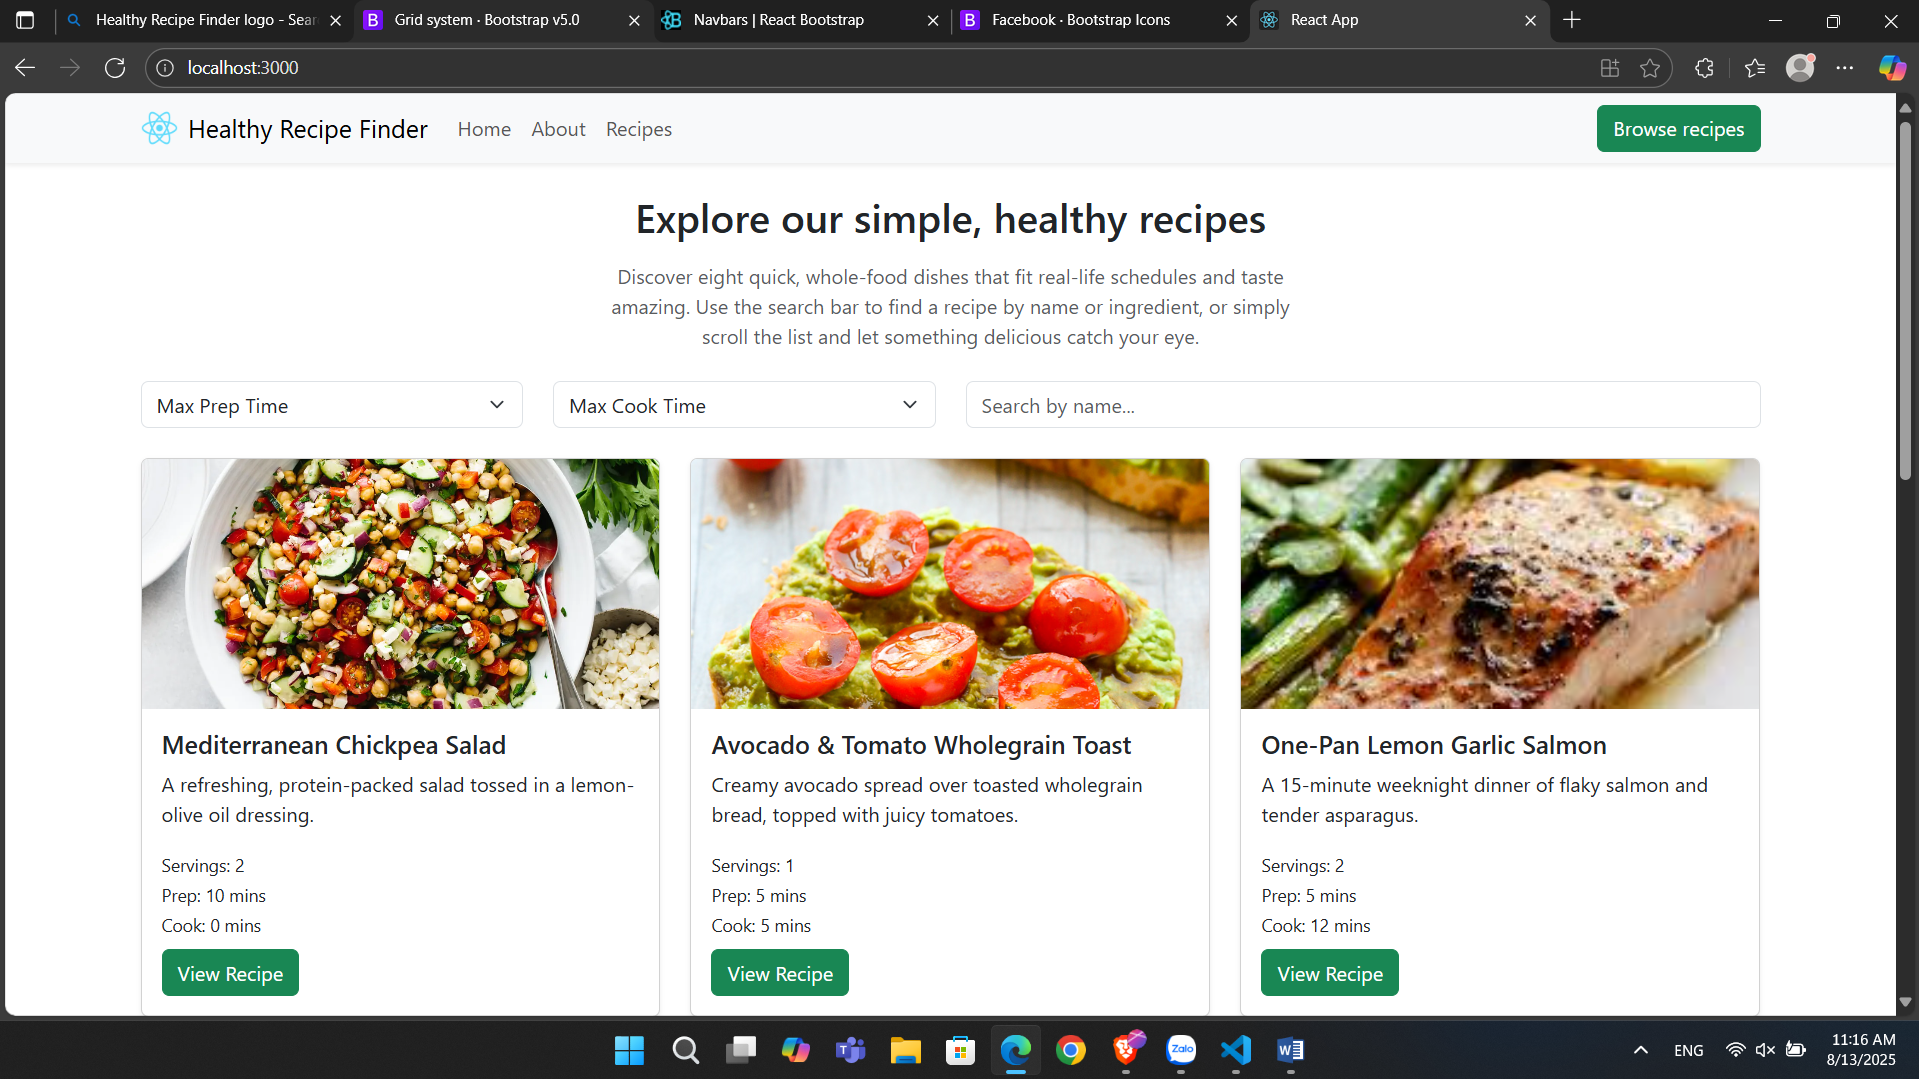 Healthy Recipe Finder logo - Sear
Grid system · Bootstrap v5.0
Navbars | React Bootstrap
Facebook · Bootstrap Icons
React App
localhost:3000
Healthy Recipe Finder
Home
About
Recipes
Browse recipes
Explore our simple, healthy recipes
Discover eight quick, whole-food dishes that fit real-life schedules and taste
amazing. Use the search bar to find a recipe by name or ingredient, or simply
scroll the list and let something delicious catch your eye.
Max Prep Time
Max Cook Time
Search by name...
Mediterranean Chickpea Salad
A refreshing, protein-packed salad tossed in a lemon-
olive oil dressing.
Servings: 2
Prep: 10 mins
Cook: 0 mins
View Recipe
Avocado & Tomato Wholegrain Toast
Creamy avocado spread over toasted wholegrain
bread, topped with juicy tomatoes.
Servings: 1
Prep: 5 mins
Cook: 5 mins
View Recipe
One-Pan Lemon Garlic Salmon
A 15-minute weeknight dinner of flaky salmon and
tender asparagus.
Servings: 2
Prep: 5 mins
Cook: 12 mins
View Recipe
Zalo
ENG
11:16 AM
8/13/2025